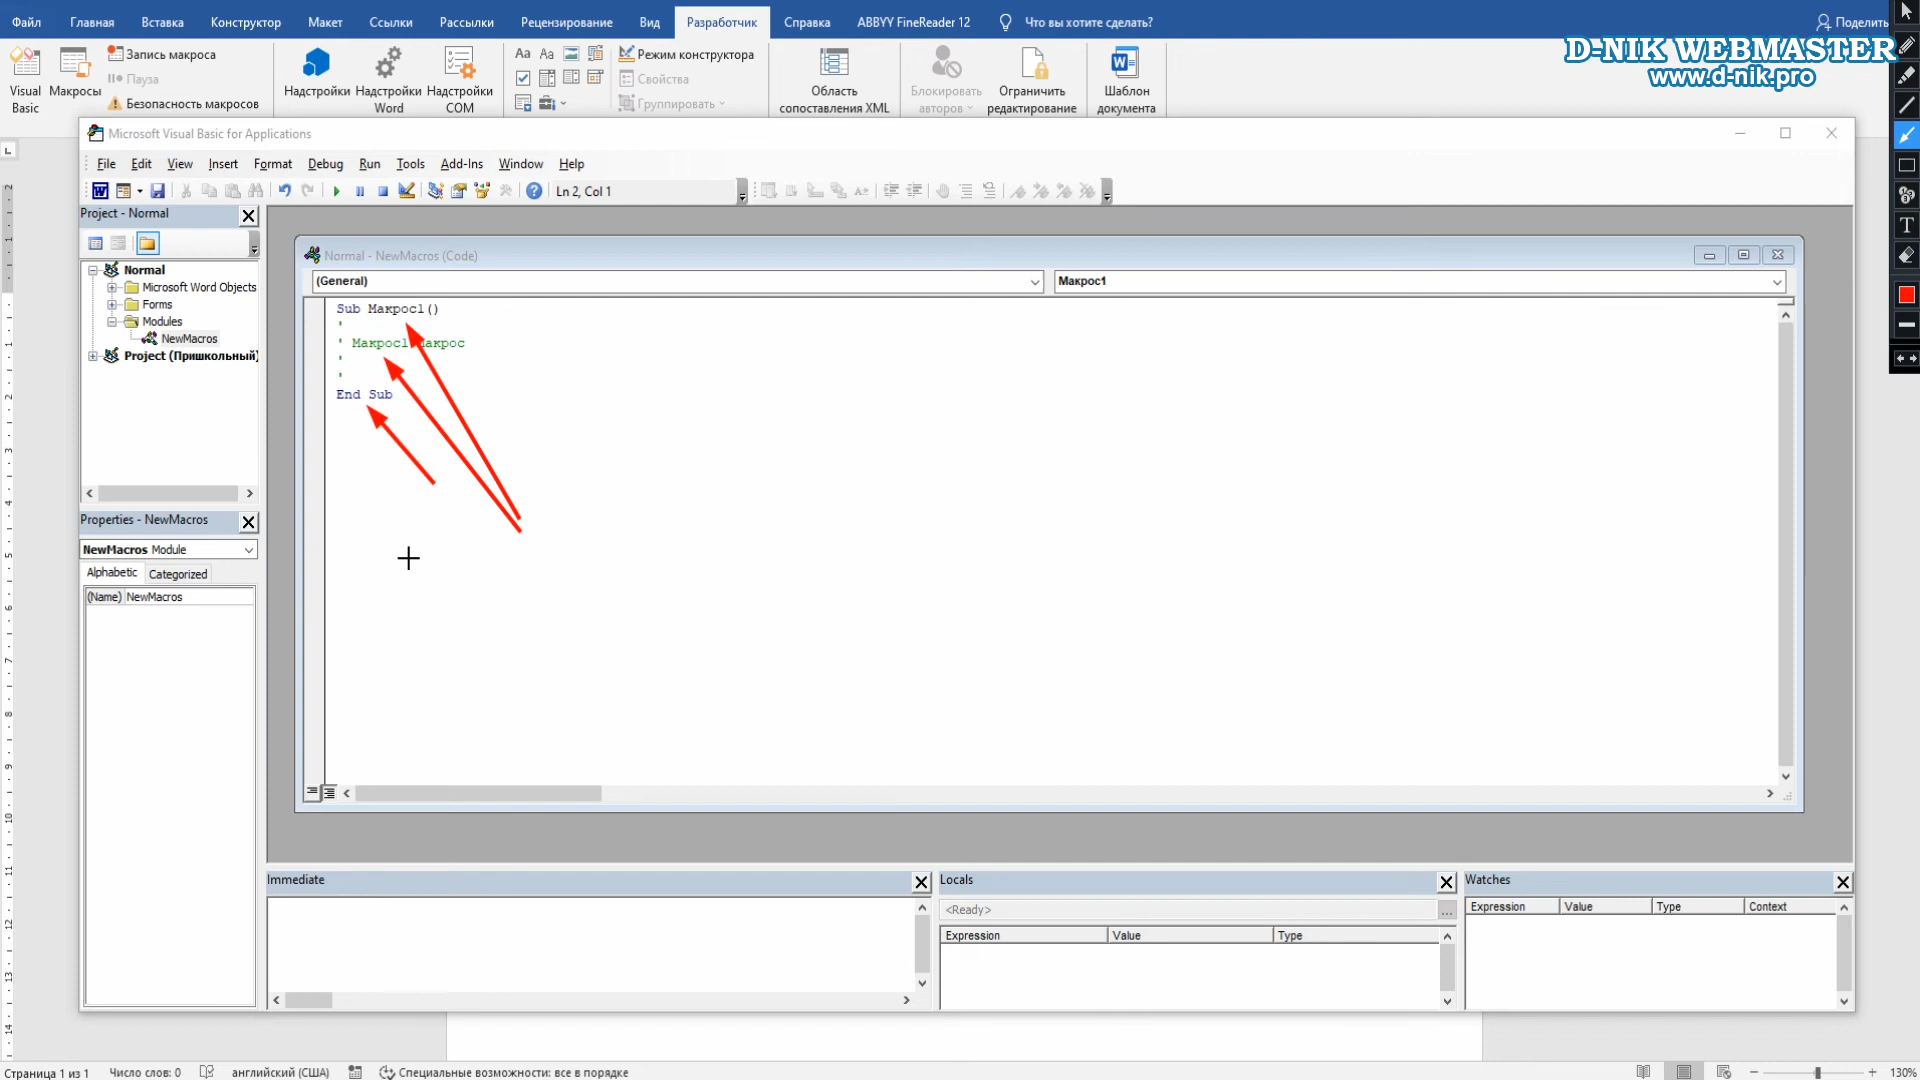 Файл Главная Вставка Конструктор Макет Ссылки Рассылки Рецензирование Вид Разработчик Справка ABBYY FineReader 12 Что вы хотите сделать? Поделить
D-NIK WEBMASTER
www.d-nik.pro
Visual Basic
Макросы
Запись макроса
Пауза
Безопасность макросов
Надстройки
Надстройки Word
Надстройки COM
Режим конструктора
Свойства
Группировать
Область сопоставления XML
Блокировать авторов
Ограничить редактирование
Шаблон документа
Microsoft Visual Basic for Applications
File Edit View Insert Format Debug Run Tools Add-Ins Window Help
Ln 2, Col 1
Project - Normal
Normal
Microsoft Word Objects
Forms
Modules
NewMacros
Project (Пришкольный)
Normal - NewMacros (Code)
(General) Макрос1
Sub Макрос1()
'
' Макрос1 Макрос
'
'
End Sub
Properties - NewMacros
NewMacros Module
Alphabetic Categorized
(Name) NewMacros
Immediate
Locals
<Ready>
Expression Value Type
Watches
Expression Value Type Context
Страница 1 из 1 Число слов: 0 английский (США) Специальные возможности: все в порядке 130%